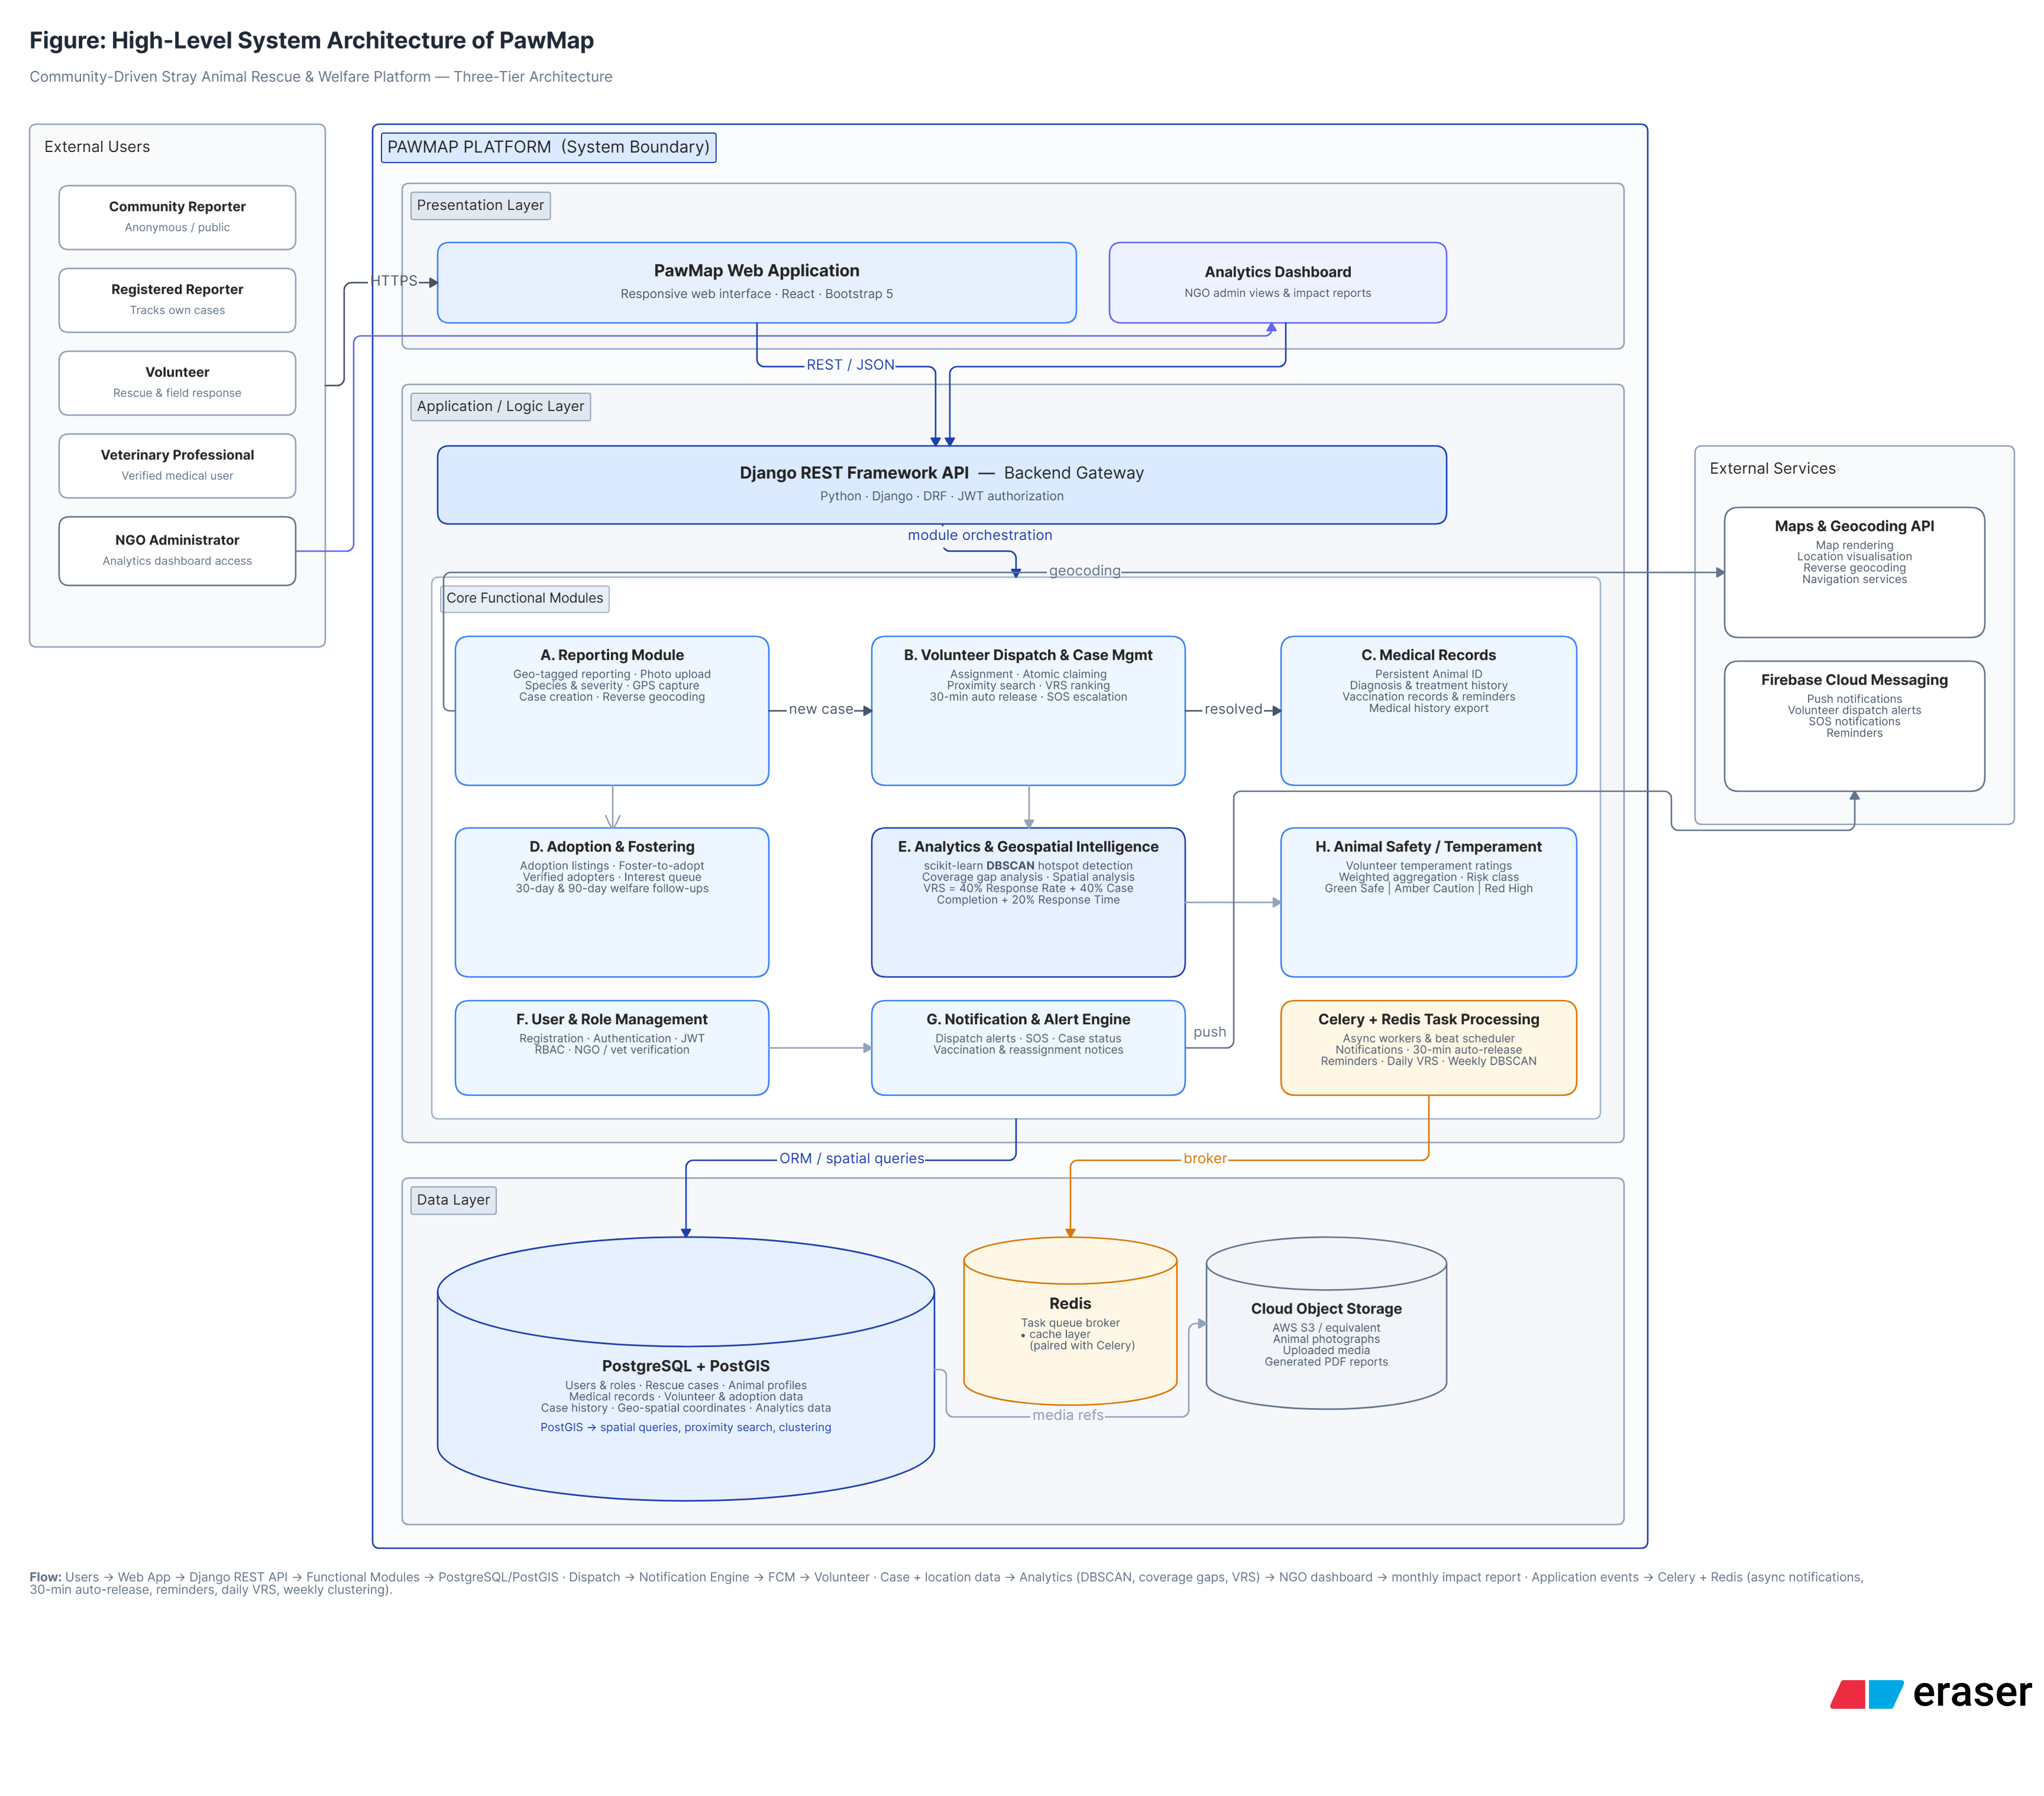 Figure: High-Level System Architecture of PawMap
Community-Driven Stray Animal Rescue & Welfare Platform — Three-Tier Architecture
External Users
Community Reporter
Anonymous / public
Registered Reporter
Tracks own cases
Volunteer
Rescue & field response
Veterinary Professional
Verified medical user
NGO Administrator
Analytics dashboard access
HTTPS
PAWMAP PLATFORM (System Boundary)
Presentation Layer
PawMap Web Application
Responsive web interface · React · Bootstrap 5
Analytics Dashboard
NGO admin views & impact reports
REST / JSON
Application / Logic Layer
Django REST Framework API — Backend Gateway
Python · Django · DRF · JWT authorization
module orchestration
geocoding
Core Functional Modules
A. Reporting Module
Geo-tagged reporting · Photo upload
Species & severity · GPS capture
Case creation · Reverse geocoding
new case
B. Volunteer Dispatch & Case Mgmt
Assignment · Atomic claiming
Proximity search · VRS ranking
30-min auto release · SOS escalation
resolved
C. Medical Records
Persistent Animal ID
Diagnosis & treatment history
Vaccination records & reminders
Medical history export
D. Adoption & Fostering
Adoption listings · Foster-to-adopt
Verified adopters · Interest queue
30-day & 90-day welfare follow-ups
E. Analytics & Geospatial Intelligence
scikit-learn DBSCAN hotspot detection
Coverage gap analysis · Spatial analysis
VRS = 40% Response Rate + 40% Case
Completion + 20% Response Time
H. Animal Safety / Temperament
Volunteer temperament ratings
Weighted aggregation · Risk class
Green Safe | Amber Caution | Red High
F. User & Role Management
Registration · Authentication · JWT
RBAC · NGO / vet verification
G. Notification & Alert Engine
Dispatch alerts · SOS · Case status
Vaccination & reassignment notices
push
Celery + Redis Task Processing
Async workers & beat scheduler
Notifications · 30-min auto-release
Reminders · Daily VRS · Weekly DBSCAN
External Services
Maps & Geocoding API
Map rendering
Location visualisation
Reverse geocoding
Navigation services
Firebase Cloud Messaging
Push notifications
Volunteer dispatch alerts
SOS notifications
Reminders
ORM / spatial queries
broker
Data Layer
PostgreSQL + PostGIS
Users & roles · Rescue cases · Animal profiles
Medical records · Volunteer & adoption data
Case history · Geo-spatial coordinates · Analytics data
PostGIS → spatial queries, proximity search, clustering
Redis
Task queue broker
• cache layer
(paired with Celery)
media refs
Cloud Object Storage
AWS S3 / equivalent
Animal photographs
Uploaded media
Generated PDF reports
Flow: Users → Web App → Django REST API → Functional Modules → PostgreSQL/PostGIS · Dispatch → Notification Engine → FCM → Volunteer · Case + location data → Analytics (DBSCAN, coverage gaps, VRS) → NGO dashboard → monthly impact report · Application events → Celery + Redis (async notifications,
30-min auto-release, reminders, daily VRS, weekly clustering).
eraser